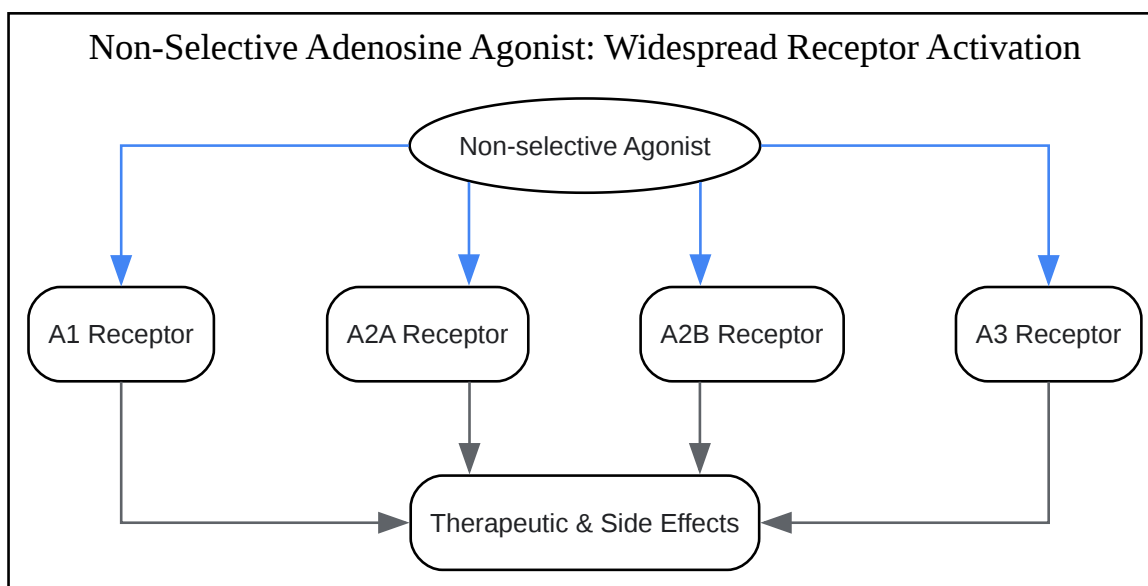 Non-Selective Adenosine Agonist: Widespread Receptor Activation
Non-selective Agonist
A1 Receptor
A2A Receptor
A2B Receptor
A3 Receptor
Therapeutic & Side Effects